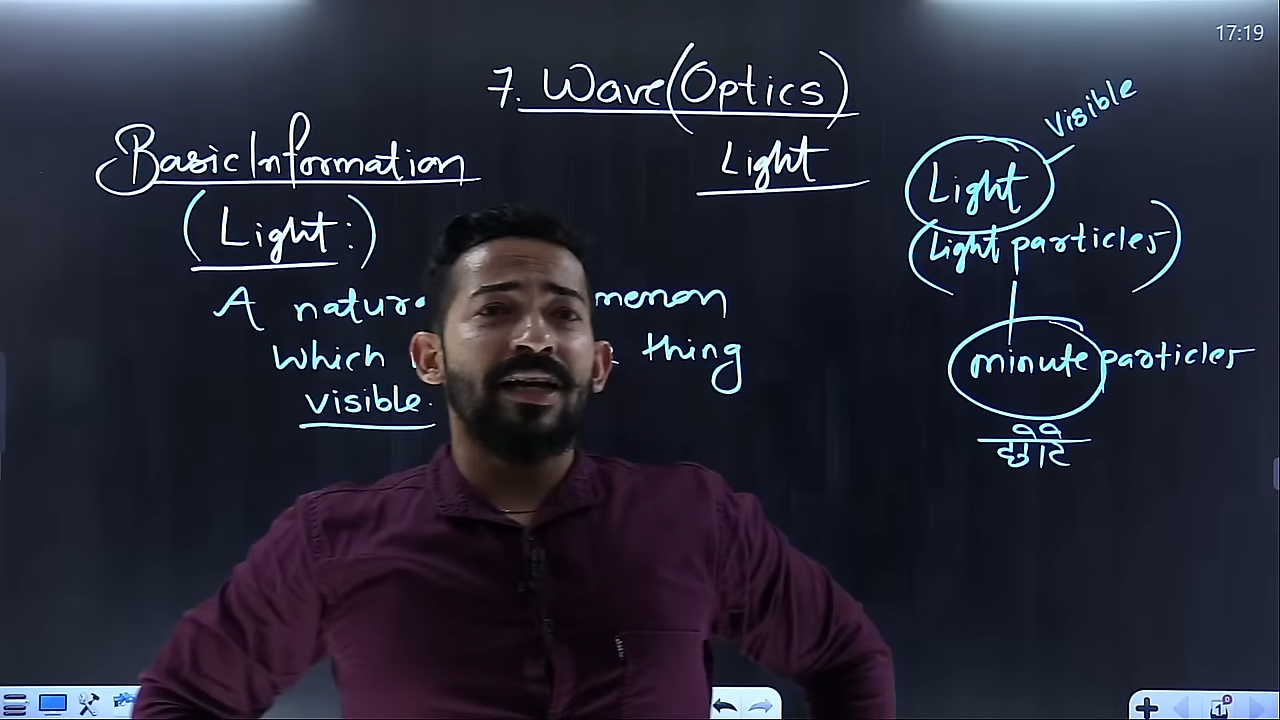 17:19
7. Wave (Optics)
Basic Information
Light
(Light:)
A menon
which thing
visible.
Visible
Light
(Light particles)
minute particles
छोटे